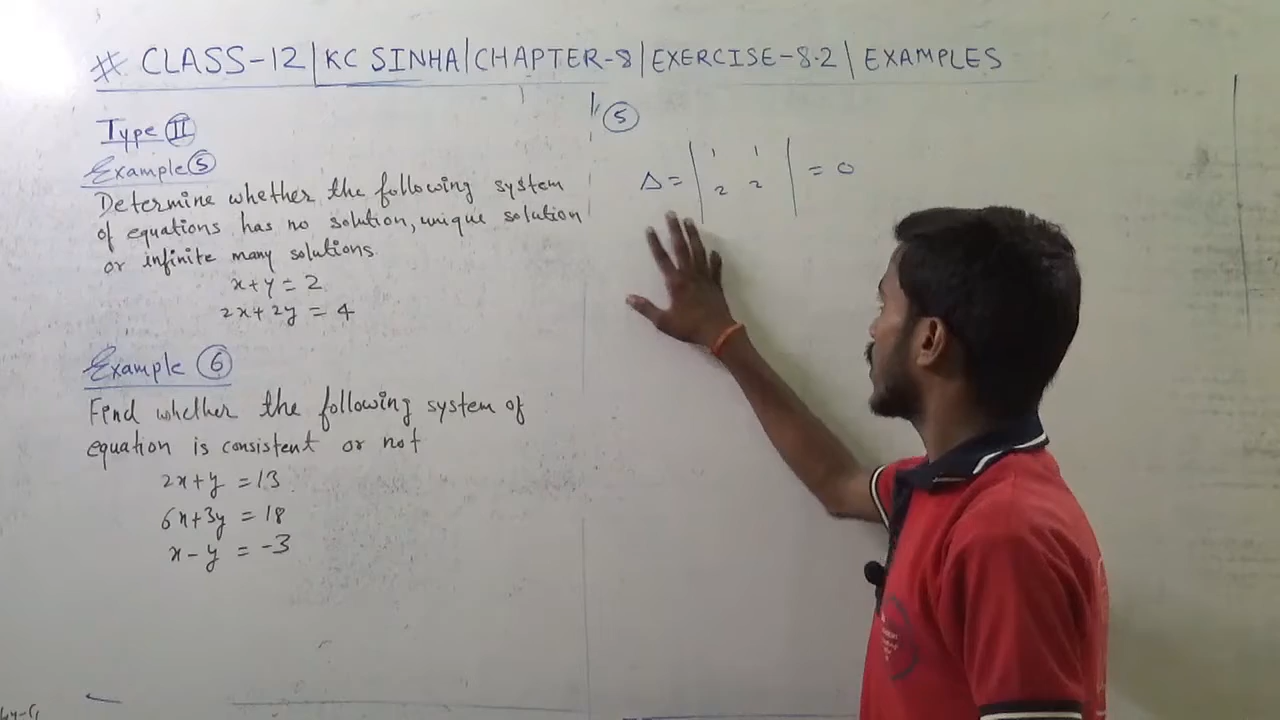 # CLASS-12 | KC SINHA | CHAPTER-8 | EXERCISE-8.2 | EXAMPLES
Type II
Example 5
Determine whether the following system
of equations has no solution, unique solution
or infinite many solutions.
x+y = 2
2x+2y = 4
Example 6
Find whether the following system of
equation is consistent or not
2x+y = 13
6x+3y = 18
x-y = -3
5
Δ = | 1 1 | = 0
2 2